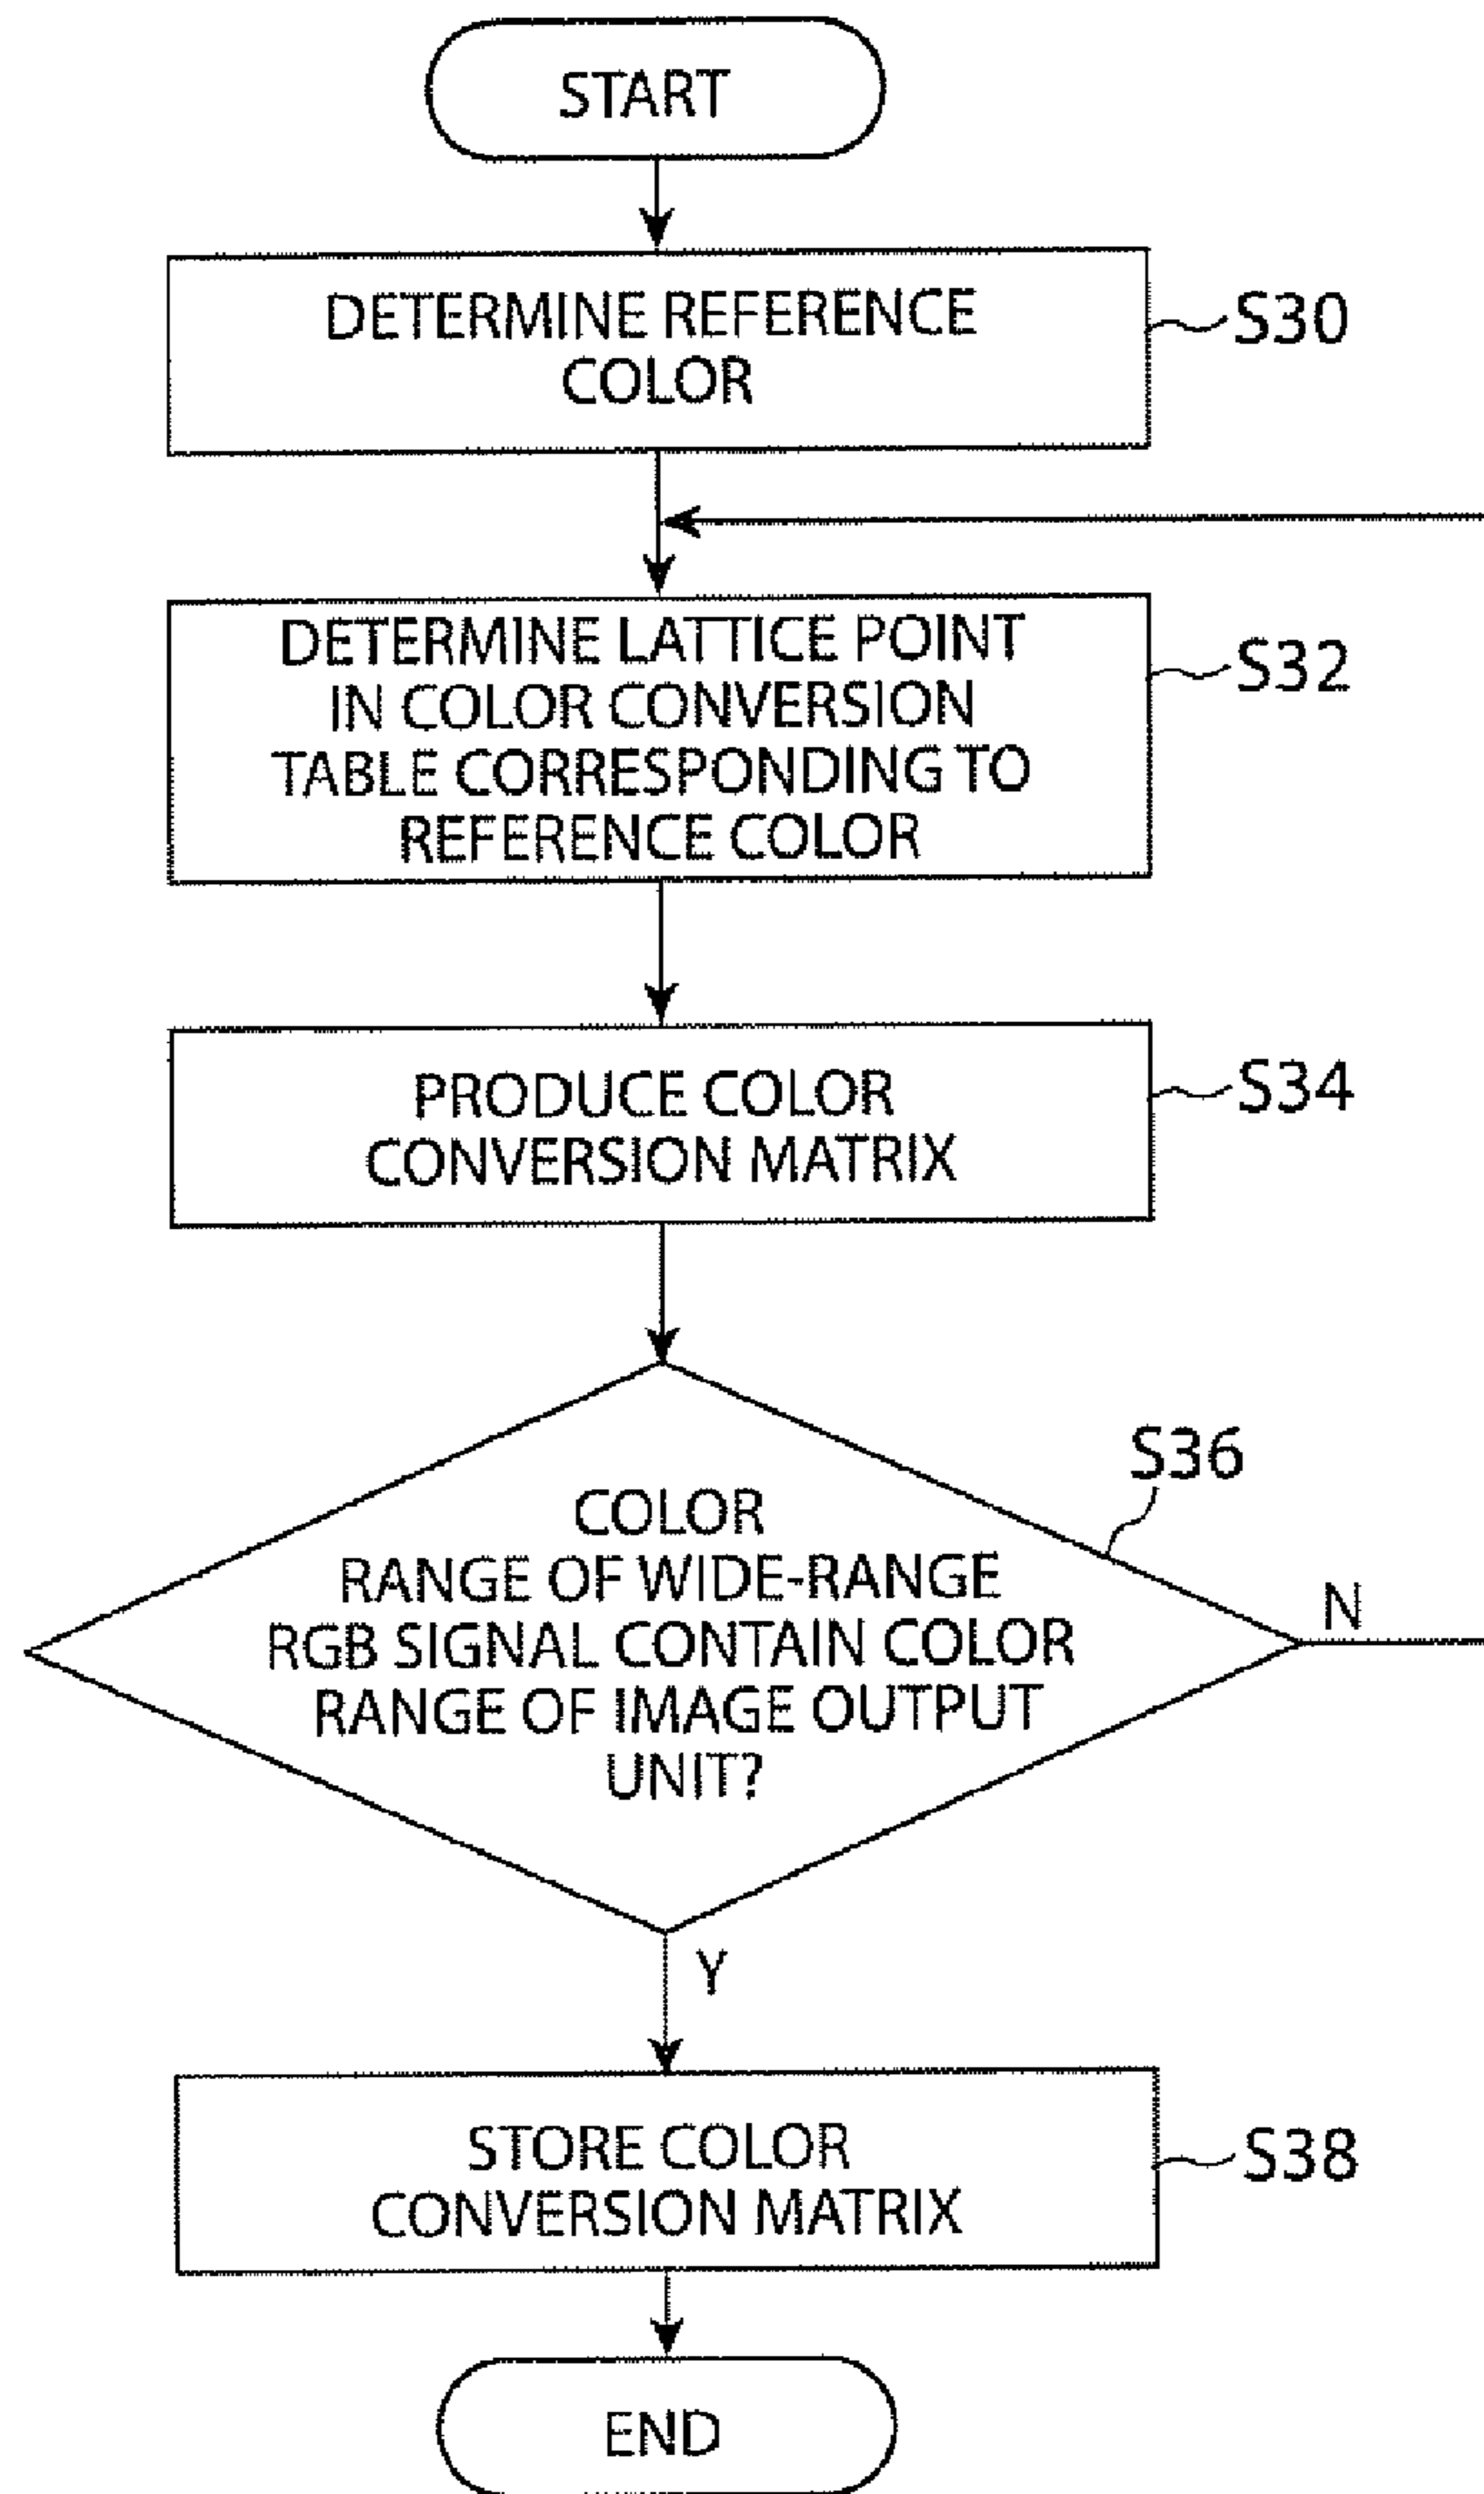 START
DETERMINE REFERENCE
COLOR
S30
DETERMINE LATTICE POINT
IN COLOR CONVERSION
TABLE CORRESPONDING TO
REFERENCE COLOR
S32
PRODUCE COLOR
CONVERSION MATRIX
S34
S36
COLOR
RANGE OF WIDE-RANGE
RGB SIGNAL CONTAIN COLOR
RANGE OF IMAGE OUTPUT
UNIT?
N
Y
STORE COLOR
CONVERSION MATRIX
S38
END